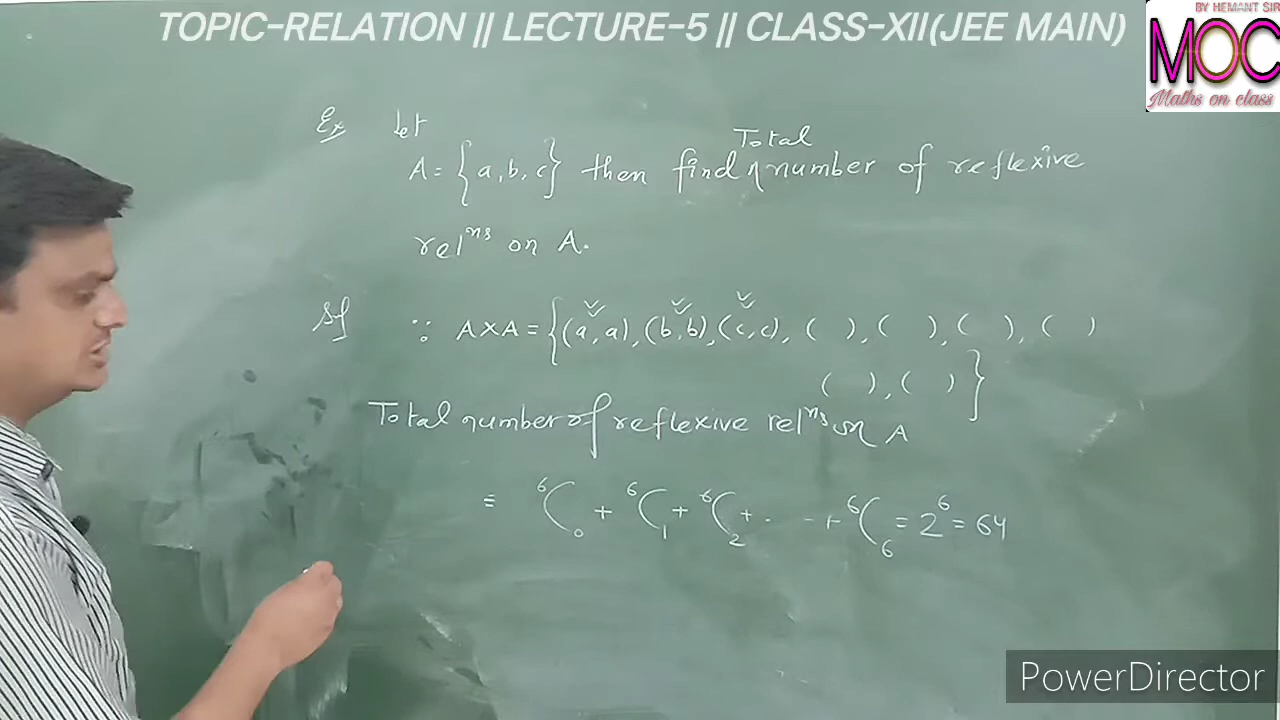 TOPIC-RELATION || LECTURE-5 || CLASS-XII(JEE MAIN)
BY HEMANT SIR
MOC
Maths on class
Ex Let
Total
A = {a, b, c} then find number of reflexive
relⁿˢ on A.
Sol ∵ A×A = {(a, a), (b, b), (c, c), ( ), ( ), ( ), ( )
( ), ( )}
Total number of reflexive relⁿˢ on A
= ⁶C₀ + ⁶C₁ + ⁶C₂ + . . + ⁶C₆ = 2⁶ = 64
PowerDirector